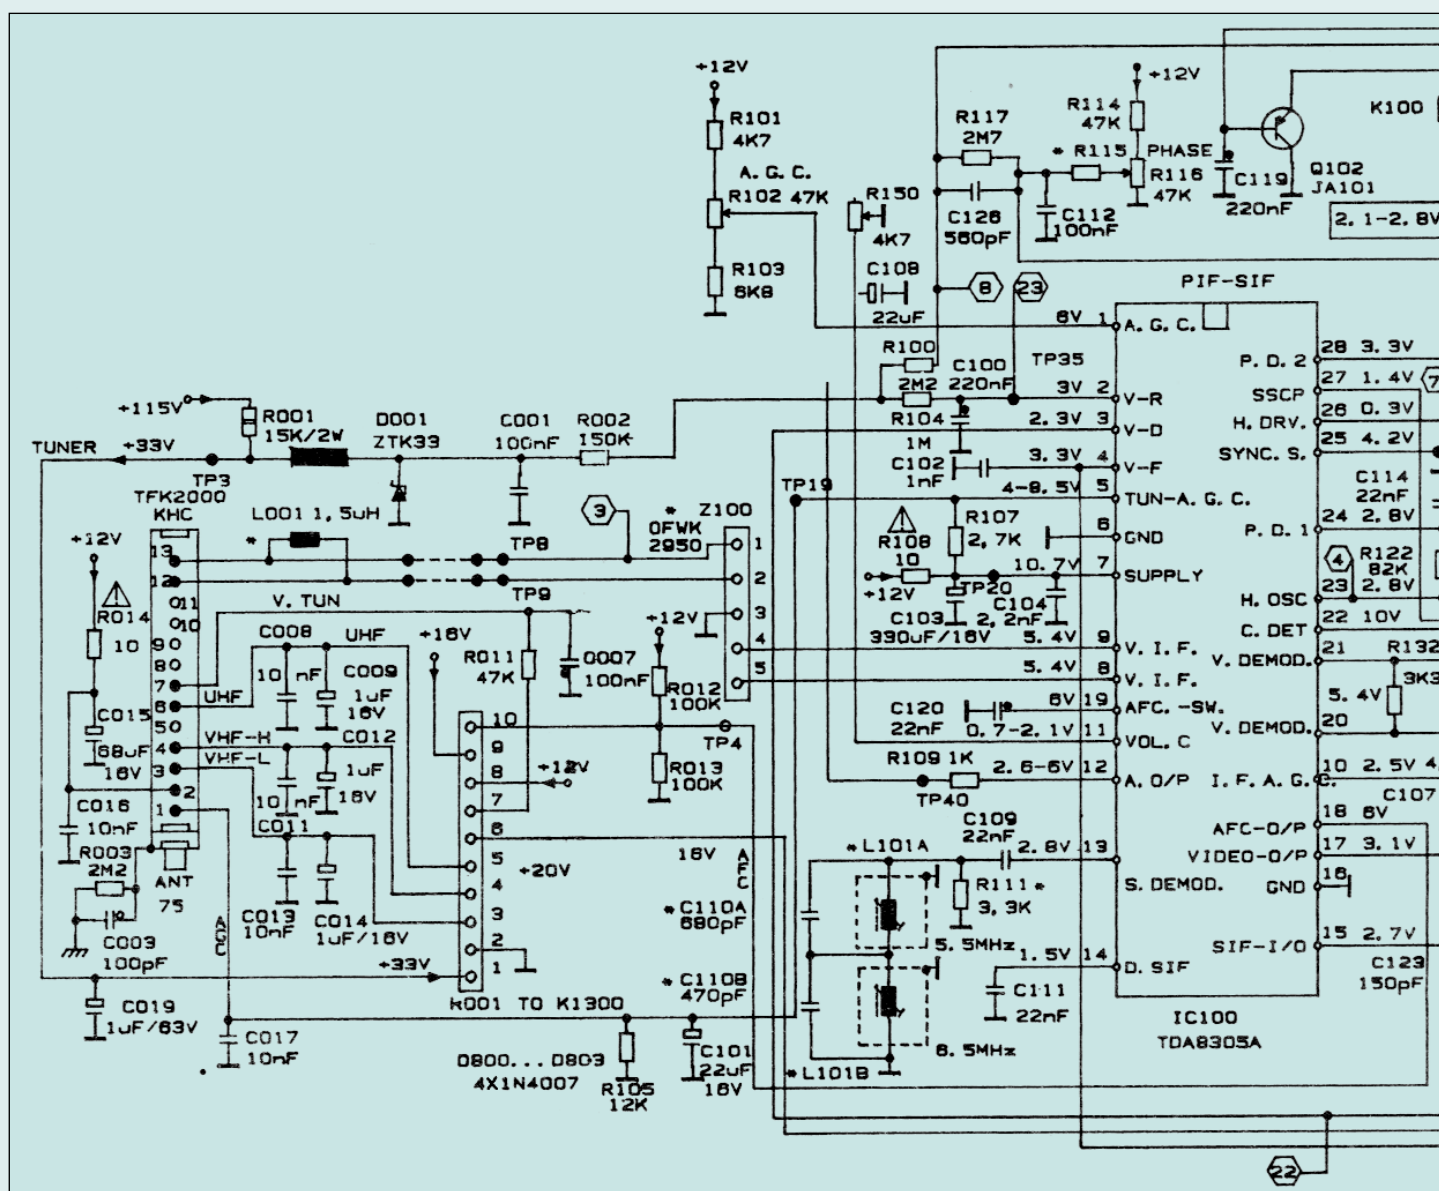 +12V
R101
4K7
A. G. C.
R102 47K
R103
6K8
R150
4K7
C108
22uF
R117
2M7
C126
560pF
C112
100nF
+12V
R114
47K
* R115
PHASE
R116
47K
C119
220nF
Q102
JA101
K100
2. 1-2. 8V
8
23
PIF-SIF
R100
2M2
C100
220nF
TP35
R104
1M
C102
1nF
+115V
R001
15K/2W
D001
ZTK33
C001
100nF
R002
150K
TUNER
+33V
TP3
TFK2000
KHC
L001 1, 5uH
*
3
TP8
TP9
*
OFWK
2950
Z100
1
2
3
4
5
TP19
R107
2, 7K
R108
10
+12V
TP20
C103
330uF/16V
C104
2, 2nF
+12V
R014
10
13
12
11
10
9
8
7
6
5
4
3
2
1
V. TUN
UHF
UHF
VHF-H
VHF-L
C008
10 nF
C009
1uF
16V
C012
1uF
16V
10 nF
C011
C013
10nF
C014
1uF/16V
C015
68uF
16V
C016
10nF
R003
2M2
ANT
75
C003
100pF
AGC
C019
1uF/63V
C017
10nF
+16V
R011
47K
C007
100nF
+12V
R012
100K
R013
100K
TP4
10
9
8
7
6
5
4
3
2
1
+12V
16V
+20V
+33V
K001 TO K1300
D800... D803
4X1N4007
R105
12K
C101
22uF
16V
AFC
* C110A
680pF
* C110B
470pF
* L101A
5. 5MHz
6. 5MHz
* L101B
R111 *
3, 3K
C109
22nF
C111
22nF
C120
22nF
R109 1K
TP40
6V 1 A. G. C.
3V 2 V-R
2. 3V 3 V-D
3. 3V 4 V-F
4-8. 5V 5 TUN-A. G. C.
6 GND
10. 7V 7 SUPPLY
5. 4V 9 V. I. F.
5. 4V 8 V. I. F.
6V 19 AFC. -SW.
0. 7-2. 1V 11 VOL. C
2. 6-6V 12 A. O/P
2. 8V 13
S. DEMOD.
1. 5V 14 D. SIF
P. D. 2 28 3. 3V
SSCP 27 1. 4V
7
H. DRV. 26 0. 3V
SYNC. S. 25 4. 2V
C114
22nF
P. D. 1 24 2. 8V
4
R122
82K
H. OSC 23 2. 8V
C. DET 22 10V
V. DEMOD. 21
R132
3K3
5. 4V
V. DEMOD. 20
I. F. A. G. C. 10 2. 5V
C107
AFC-O/P 18 6V
VIDEO-O/P 17 3. 1V
GND 16
SIF-I/O 15 2. 7V
C123
150pF
IC100
TDA8305A
22